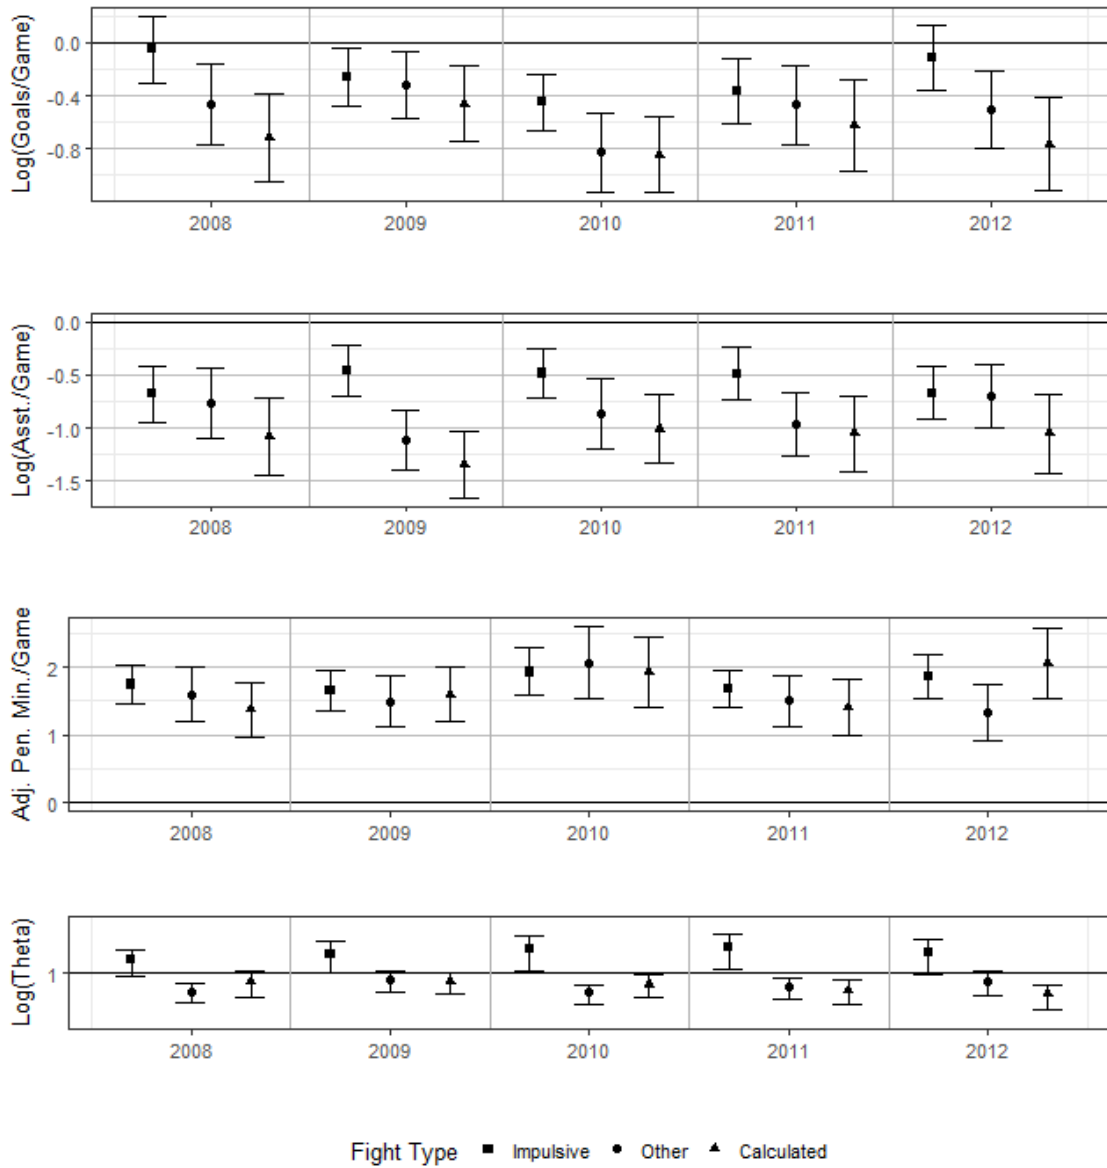 Log(Goals/Game)
0.0
-0.4
-0.8
2008 2009 2010 2011 2012
Log(Asst./Game)
0.0
-0.5
-1.0
-1.5
2008 2009 2010 2011 2012
Adj. Pen. Min./Game
2
1
0
2008 2009 2010 2011 2012
Log(Theta)
1
2008 2009 2010 2011 2012
Fight Type Impulsive Other Calculated